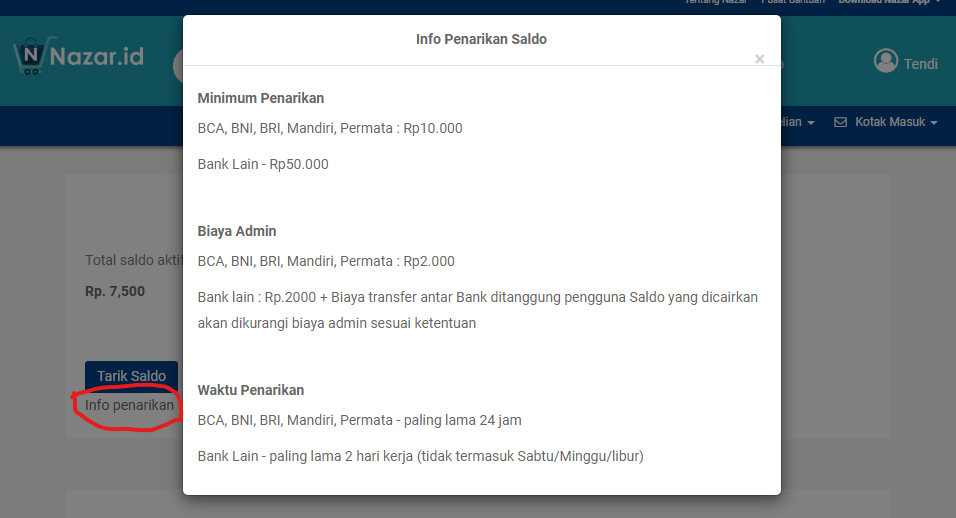 Tentang Nazar Pusat Bantuan Download Nazar App
Info Penarikan Saldo
×
N Nazar.id
Tendi
Kotak Masuk
Minimum Penarikan
BCA, BNI, BRI, Mandiri, Permata : Rp10.000
Bank Lain - Rp50.000
Biaya Admin
BCA, BNI, BRI, Mandiri, Permata : Rp2.000
Bank lain : Rp.2000 + Biaya transfer antar Bank ditanggung pengguna Saldo yang dicairkan
akan dikurangi biaya admin sesuai ketentuan
Waktu Penarikan
BCA, BNI, BRI, Mandiri, Permata - paling lama 24 jam
Bank Lain - paling lama 2 hari kerja (tidak termasuk Sabtu/Minggu/libur)
Total saldo aktif
Rp. 7,500
Tarik Saldo
Info penarikan